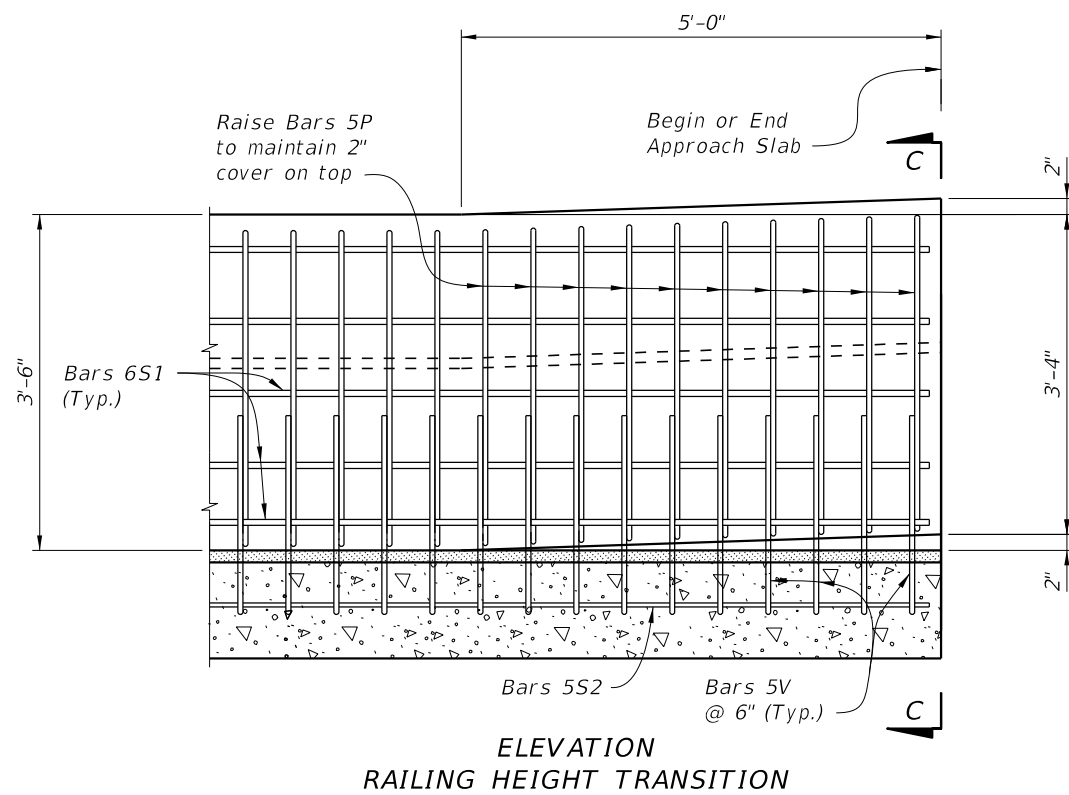 5'-0"
Raise Bars 5P
to maintain 2"
cover on top
Begin or End
Approach Slab
C
2"
3'-6"
Bars 6S1
(Typ.)
3'-4"
2"
Bars 5S2
Bars 5V
@ 6" (Typ.)
C
ELEVATION
RAILING HEIGHT TRANSITION